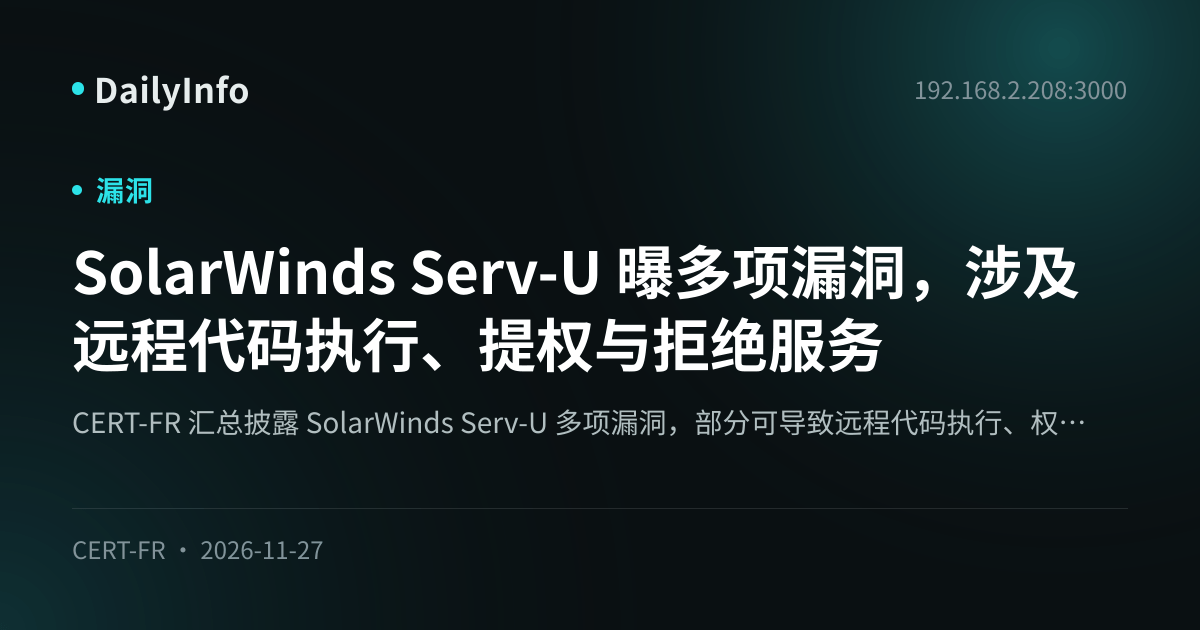 DailyInfo
192.168.2.208:3000
漏洞
SolarWinds Serv-U 曝多项漏洞，涉及
远程代码执行、提权与拒绝服务
CERT-FR 汇总披露 SolarWinds Serv-U 多项漏洞，部分可导致远程代码执行、权…
CERT-FR · 2026-11-27